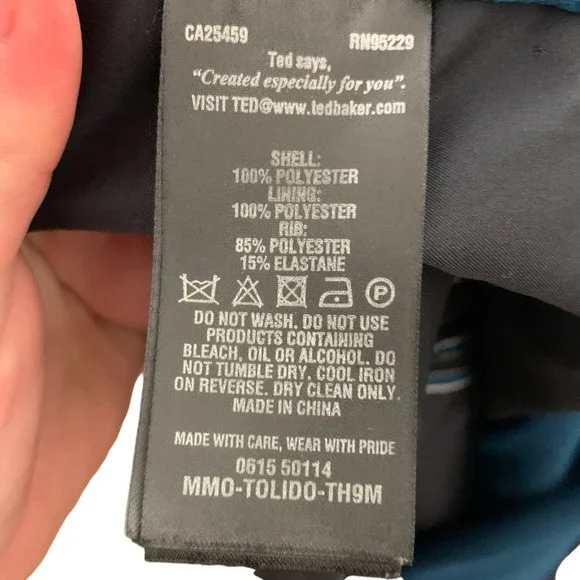 CA25459 RN95229
Ted says,
"Created especially for you".
VISIT TED@www.tedbaker.com
SHELL:
100% POLYESTER
LINING:
100% POLYESTER
RIB:
85% POLYESTER
15% ELASTANE
P
DO NOT WASH. DO NOT USE
PRODUCTS CONTAINING
BLEACH, OIL OR ALCOHOL. DO
NOT TUMBLE DRY. COOL IRON
ON REVERSE. DRY CLEAN ONLY.
MADE IN CHINA
MADE WITH CARE, WEAR WITH PRIDE
0615 50114
MMO-TOLIDO-TH9M